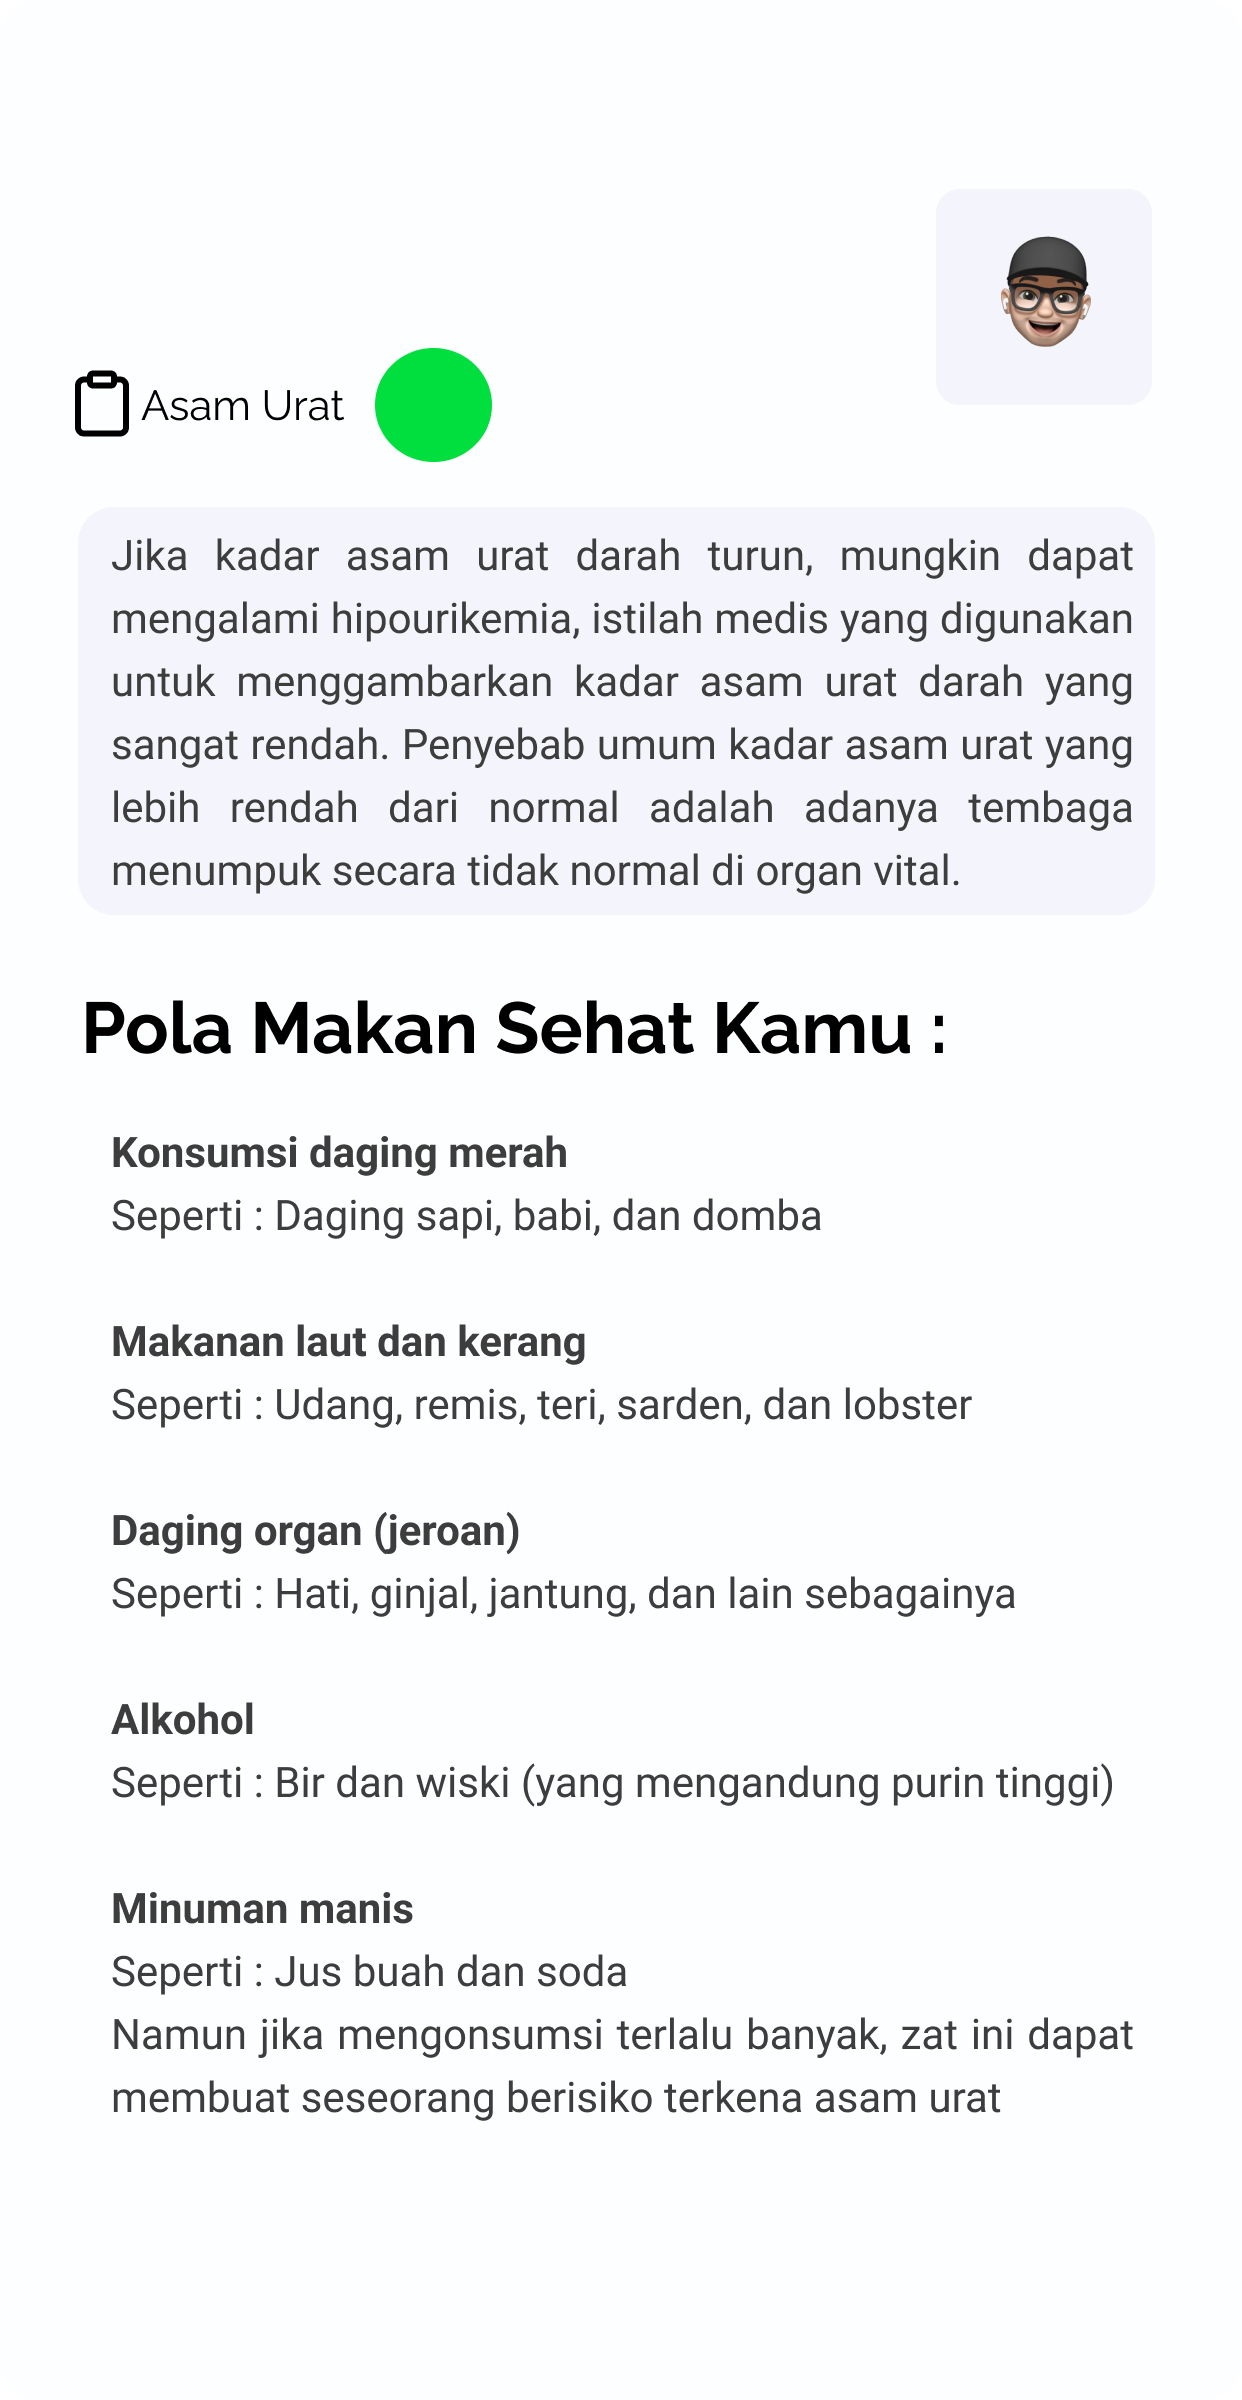 Asam Urat
Jika kadar asam urat darah turun, mungkin dapat
mengalami hipourikemia, istilah medis yang digunakan
untuk menggambarkan kadar asam urat darah yang
sangat rendah. Penyebab umum kadar asam urat yang
lebih rendah dari normal adalah adanya tembaga
menumpuk secara tidak normal di organ vital.
Pola Makan Sehat Kamu :
Konsumsi daging merah
Seperti : Daging sapi, babi, dan domba
Makanan laut dan kerang
Seperti : Udang, remis, teri, sarden, dan lobster
Daging organ (jeroan)
Seperti : Hati, ginjal, jantung, dan lain sebagainya
Alkohol
Seperti : Bir dan wiski (yang mengandung purin tinggi)
Minuman manis
Seperti : Jus buah dan soda
Namun jika mengonsumsi terlalu banyak, zat ini dapat
membuat seseorang berisiko terkena asam urat